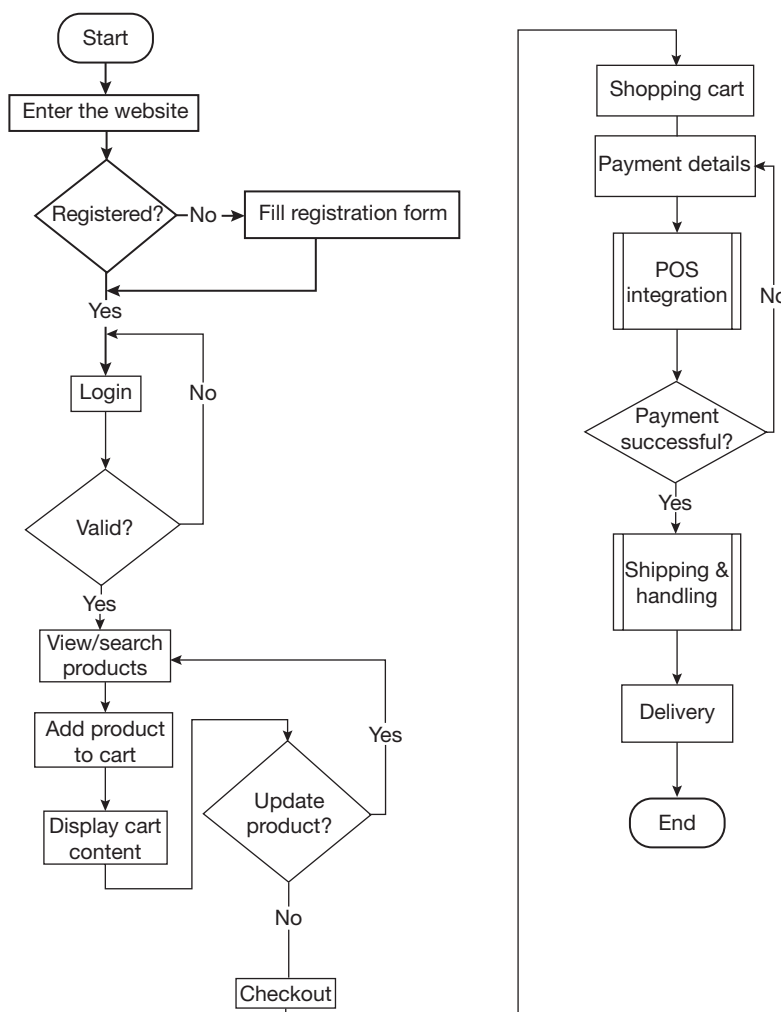 Start
Enter the website
Registered?
No
Fill registration form
Yes
Login
No
Valid?
Yes
View/search
products
Add product
to cart
Display cart
content
Update
product?
Yes
No
Checkout
Shopping cart
Payment details
POS
integration
No
Payment
successful?
Yes
Shipping &
handling
Delivery
End